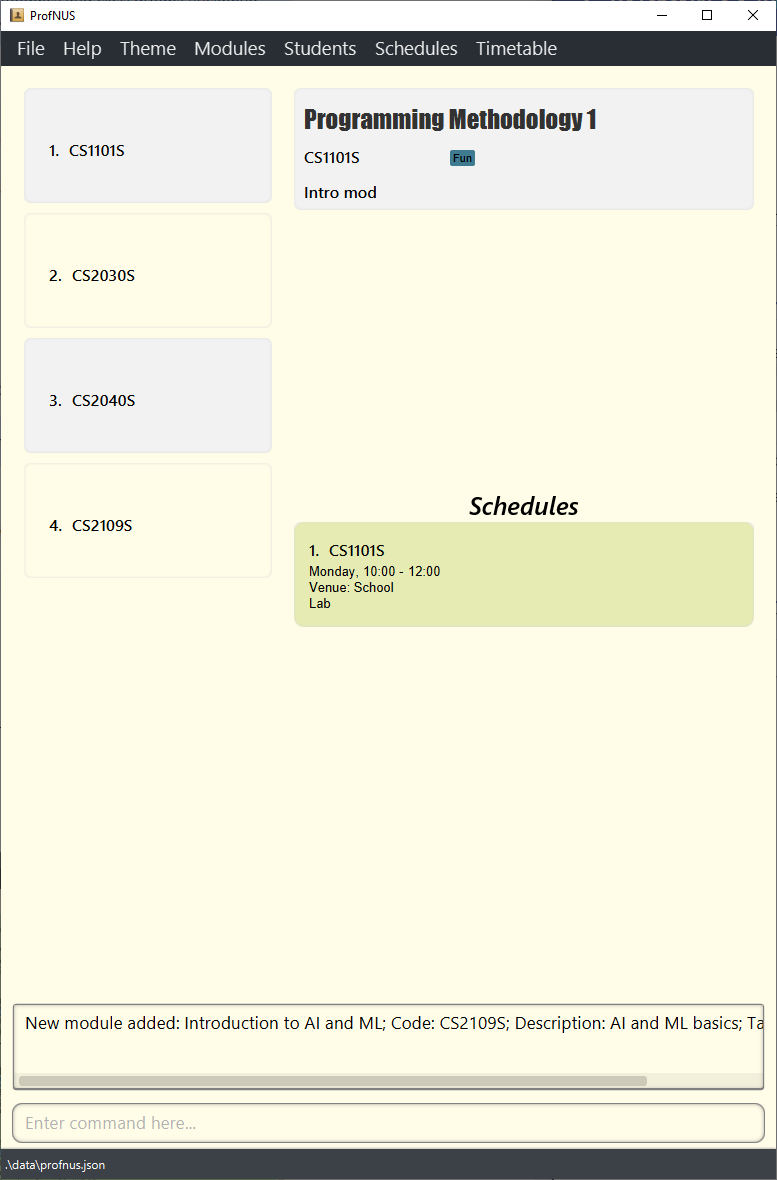 ProfNUS
File Help Theme Modules Students Schedules Timetable
1. CS1101S
2. CS2030S
3. CS2040S
4. CS2109S
Programming Methodology 1
CS1101S Fun
Intro mod
Schedules
1. CS1101S
Monday, 10:00 - 12:00
Venue: School
Lab
New module added: Introduction to AI and ML; Code: CS2109S; Description: AI and ML basics; Ta
Enter command here...
.\data\profnus.json